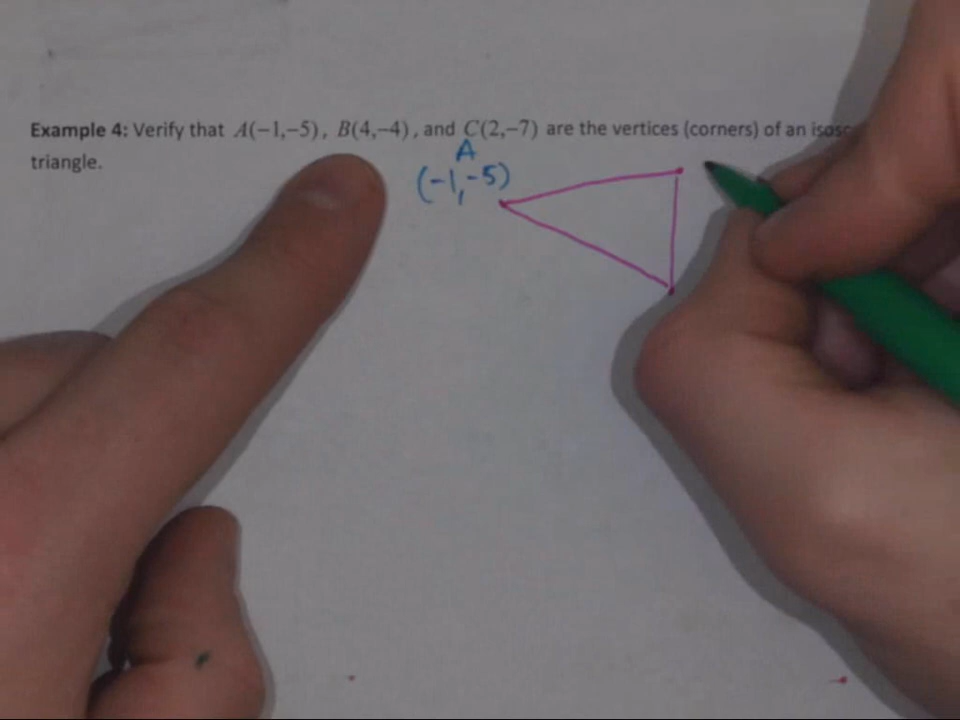 Example 4: Verify that A(−1,−5), B(4,−4), and C(2,−7) are the vertices (corners) of an
triangle.
A
(-1,-5)